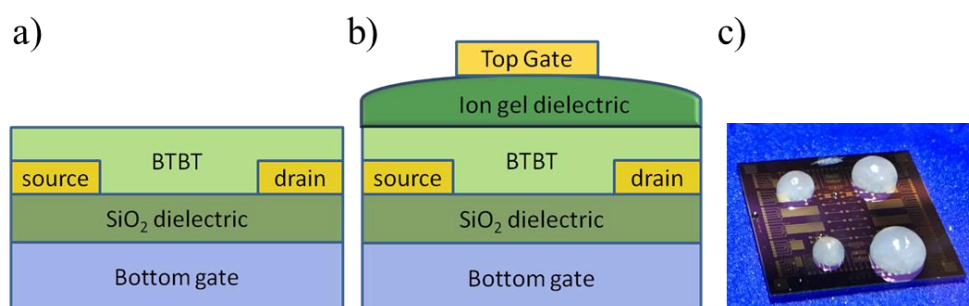 a)
BTBT
source
drain
SiO₂ dielectric
Bottom gate
b)
Top Gate
Ion gel dielectric
BTBT
source
drain
SiO₂ dielectric
Bottom gate
c)